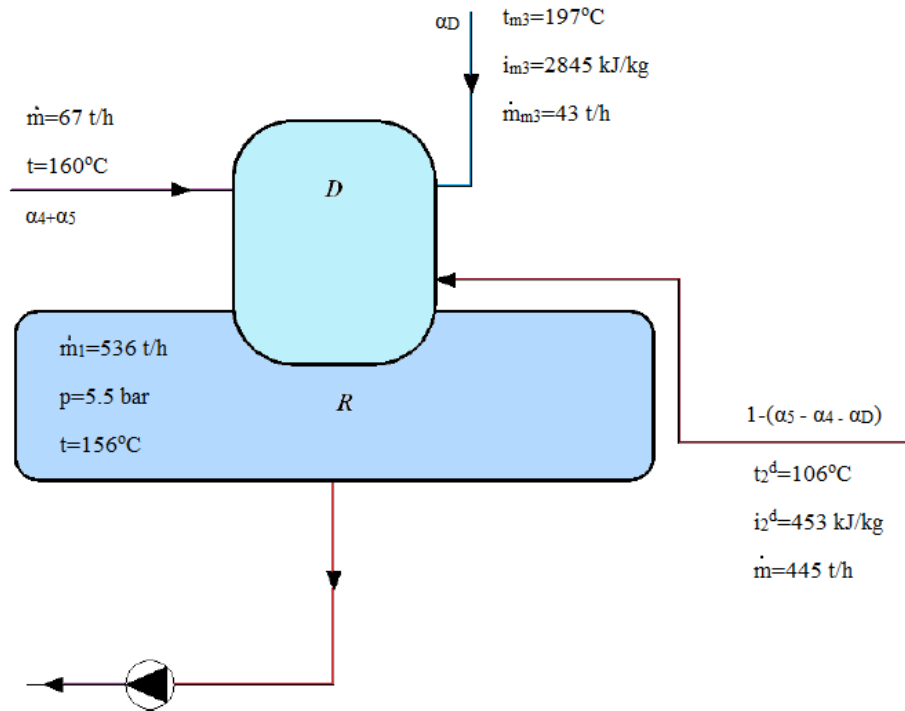 αD
tm3=197°C
im3=2845 kJ/kg
ṁm3=43 t/h
ṁ=67 t/h
t=160°C
α4+α5
D
ṁ1=536 t/h
p=5.5 bar
t=156°C
R
1-(α5 - α4 - αD)
t2d=106°C
i2d=453 kJ/kg
ṁ=445 t/h